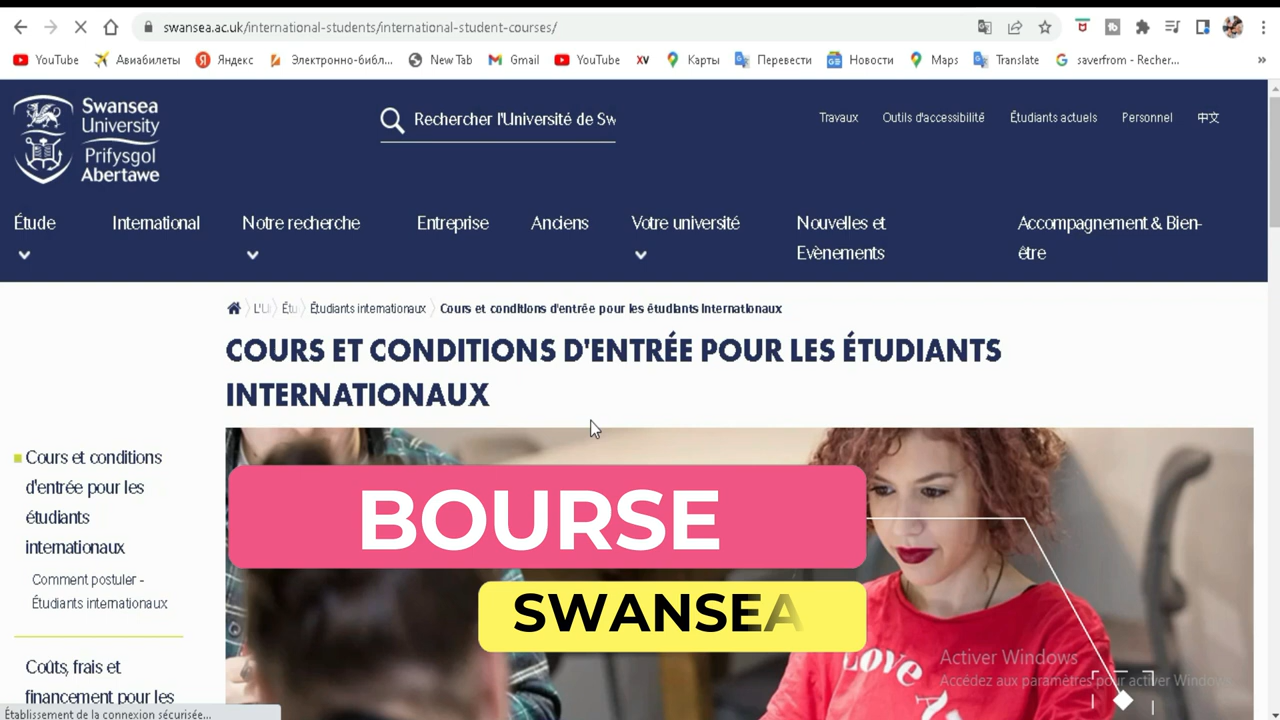 swansea.ac.uk/international-students/international-student-courses/
YouTube Авиабилеты Яндекс Электронно-библ... New Tab Gmail YouTube XV Карты Перевести Новости Maps Translate saverfrom - Recher... »
Swansea
University
Prifysgol
Abertawe
Rechercher l'Université de Sw
Travaux Outils d'accessibilité Étudiants actuels Personnel 中文
Étude International Notre recherche Entreprise Anciens Votre université Nouvelles et Evènements Accompagnement & Bien-être
L'U Étu Étudiants internationaux Cours et conditions d'entrée pour les étudiants internationaux
COURS ET CONDITIONS D'ENTRÉE POUR LES ÉTUDIANTS
INTERNATIONAUX
Cours et conditions
d'entrée pour les
étudiants
internationaux
Comment postuler -
Étudiants internationaux
Coûts, frais et
financement pour les
BOURSE
SWANSEA
Love
Activer Windows
Accédez aux paramètres pour activer Windows.
Établissement de la connexion sécurisée...